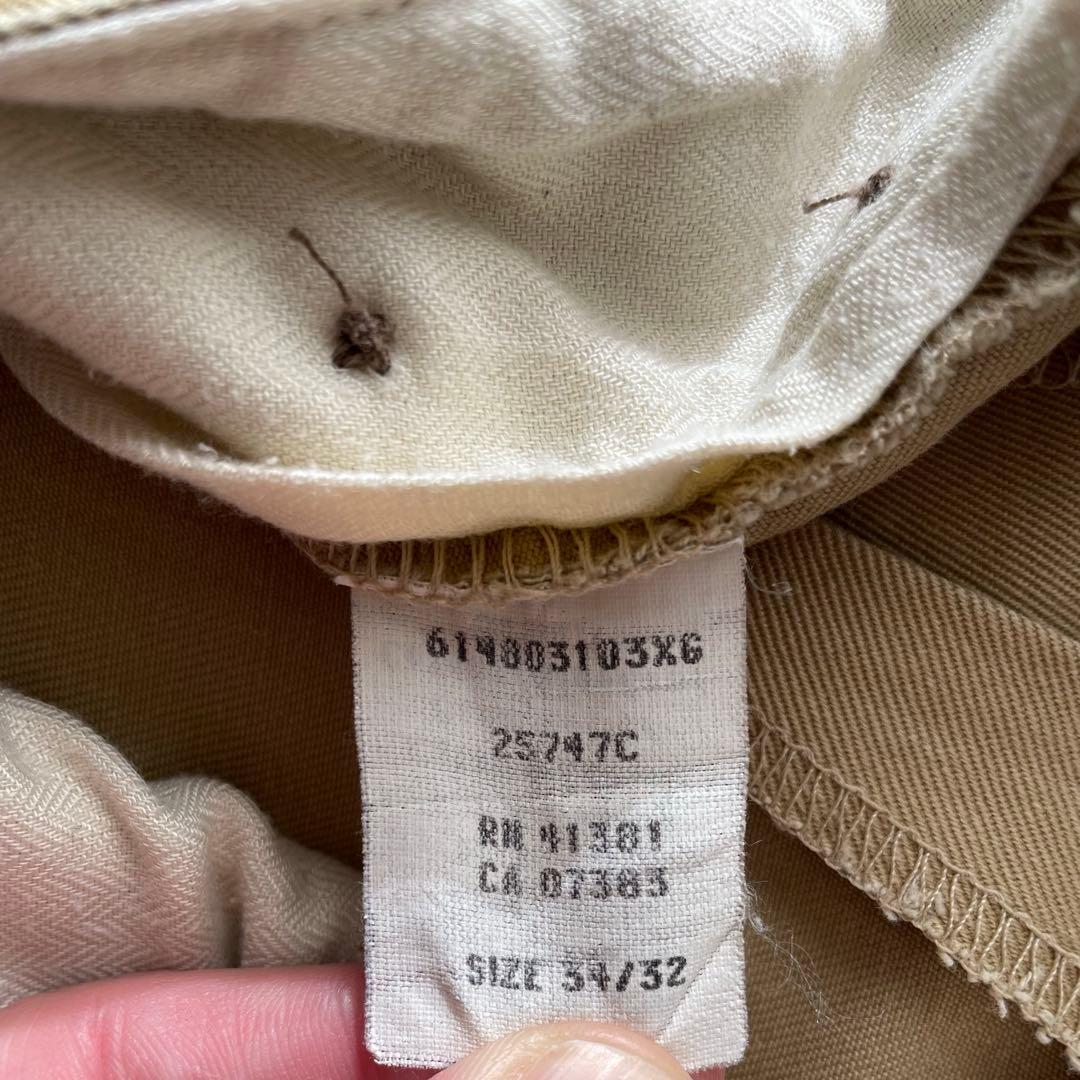 614803103XG
25747C
RN 41381
CA 07383
SIZE 34/32